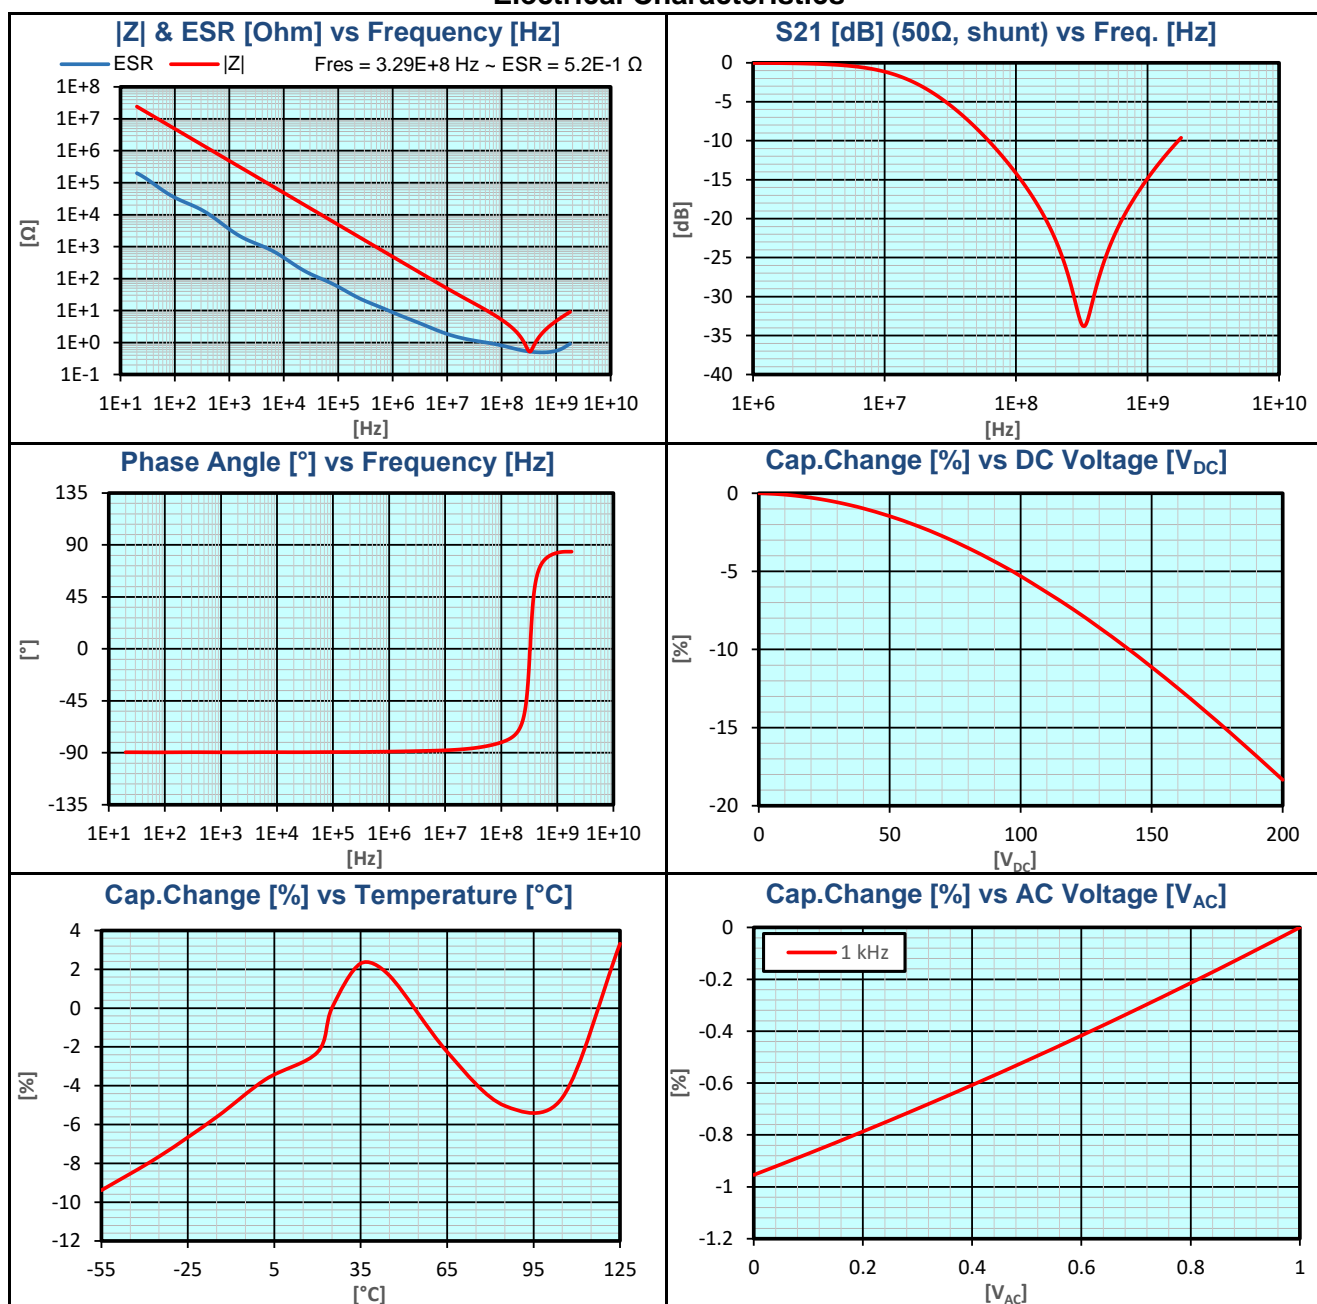 Electrical Characteristics
|Z| & ESR [Ohm] vs Frequency [Hz]
ESR |Z| Fres = 3.29E+8 Hz ~ ESR = 5.2E-1 Ω
1E+8
1E+7
1E+6
1E+5
1E+4
1E+3
1E+2
1E+1
1E+0
1E-1
[Ω]
1E+1 1E+2 1E+3 1E+4 1E+5 1E+6 1E+7 1E+8 1E+9 1E+10
[Hz]
S21 [dB] (50Ω, shunt) vs Freq. [Hz]
0
-5
-10
-15
-20
-25
-30
-35
-40
[dB]
1E+6 1E+7 1E+8 1E+9 1E+10
[Hz]
Phase Angle [°] vs Frequency [Hz]
135
90
45
0
-45
-90
-135
[°]
1E+1 1E+2 1E+3 1E+4 1E+5 1E+6 1E+7 1E+8 1E+9 1E+10
[Hz]
Cap.Change [%] vs DC Voltage [VDC]
0
-5
-10
-15
-20
[%]
0 50 100 150 200
[VDC]
Cap.Change [%] vs Temperature [°C]
4
2
0
-2
-4
-6
-8
-10
-12
[%]
-55 -25 5 35 65 95 125
[°C]
Cap.Change [%] vs AC Voltage [VAC]
1 kHz
0
-0.2
-0.4
-0.6
-0.8
-1
-1.2
[%]
0 0.2 0.4 0.6 0.8 1
[VAC]